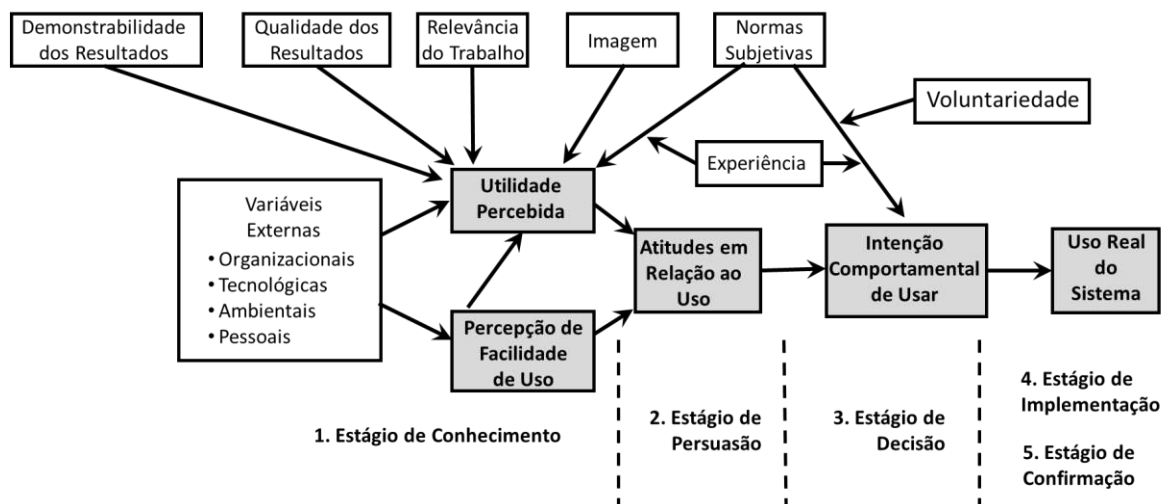 Demonstrabilidade
dos Resultados
Qualidade dos
Resultados
Relevância
do Trabalho
Imagem
Normas
Subjetivas
Voluntariedade
Experiência
Variáveis
Externas
• Organizacionais
• Tecnológicas
• Ambientais
• Pessoais
Utilidade
Percebida
Percepção de
Facilidade
de Uso
Atitudes em
Relação ao
Uso
Intenção
Comportamental
de Usar
Uso Real
do
Sistema
1. Estágio de Conhecimento
2. Estágio de
Persuasão
3. Estágio de
Decisão
4. Estágio de
Implementação
5. Estágio de
Confirmação